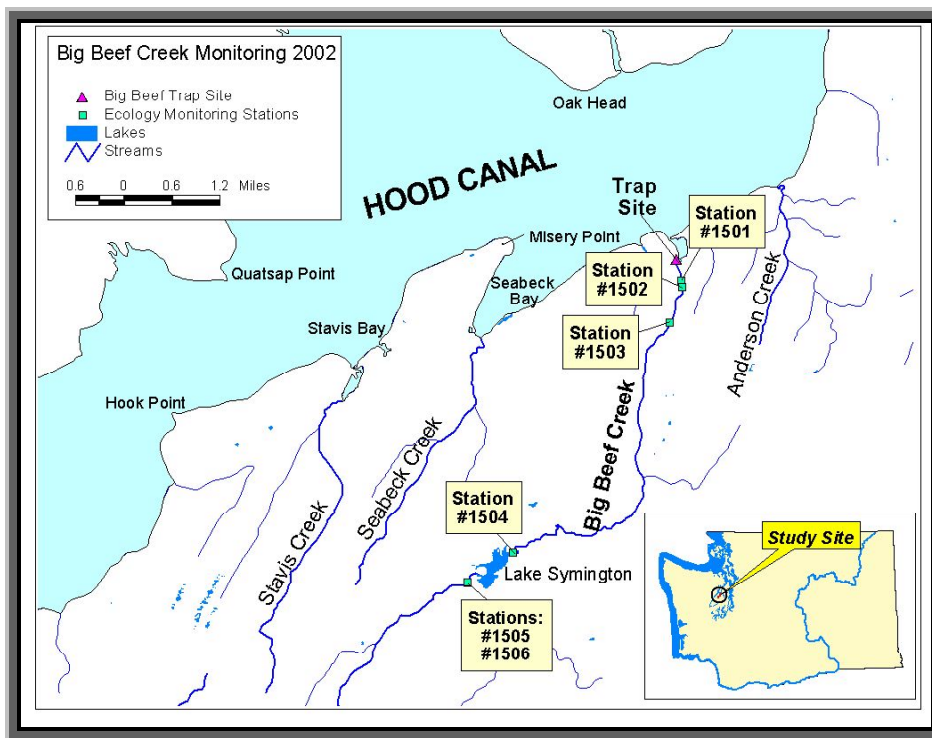 Big Beef Creek Monitoring 2002
Big Beef Trap Site
Ecology Monitoring Stations
Lakes
Streams
0.6 0 0.6 1.2 Miles
Oak Head
HOOD CANAL
Trap
Site
Station
#1501
Misery Point
Quatsap Point
Seabeck
Bay
Station
#1502
Stavis Bay
Station
#1503
Anderson Creek
Hook Point
Big Beef Creek
Seabeck Creek
Stavis Creek
Station
#1504
Lake Symington
Stations:
#1505
#1506
Study Site